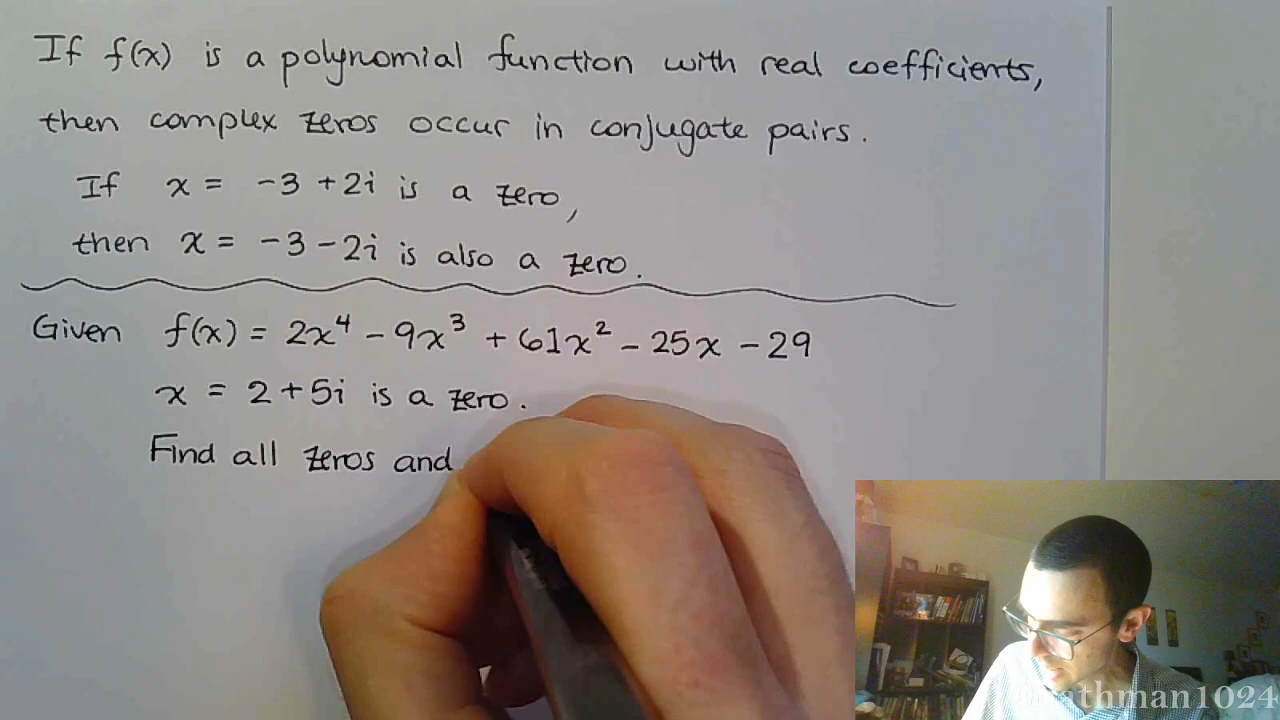 If f(x) is a polynomial function with real coefficients,
then complex zeros occur in conjugate pairs.
If x = -3 + 2i is a zero,
then x = -3 - 2i is also a zero.
Given f(x) = 2x⁴ - 9x³ + 61x² - 25x - 29
x = 2 + 5i is a zero.
Find all zeros and